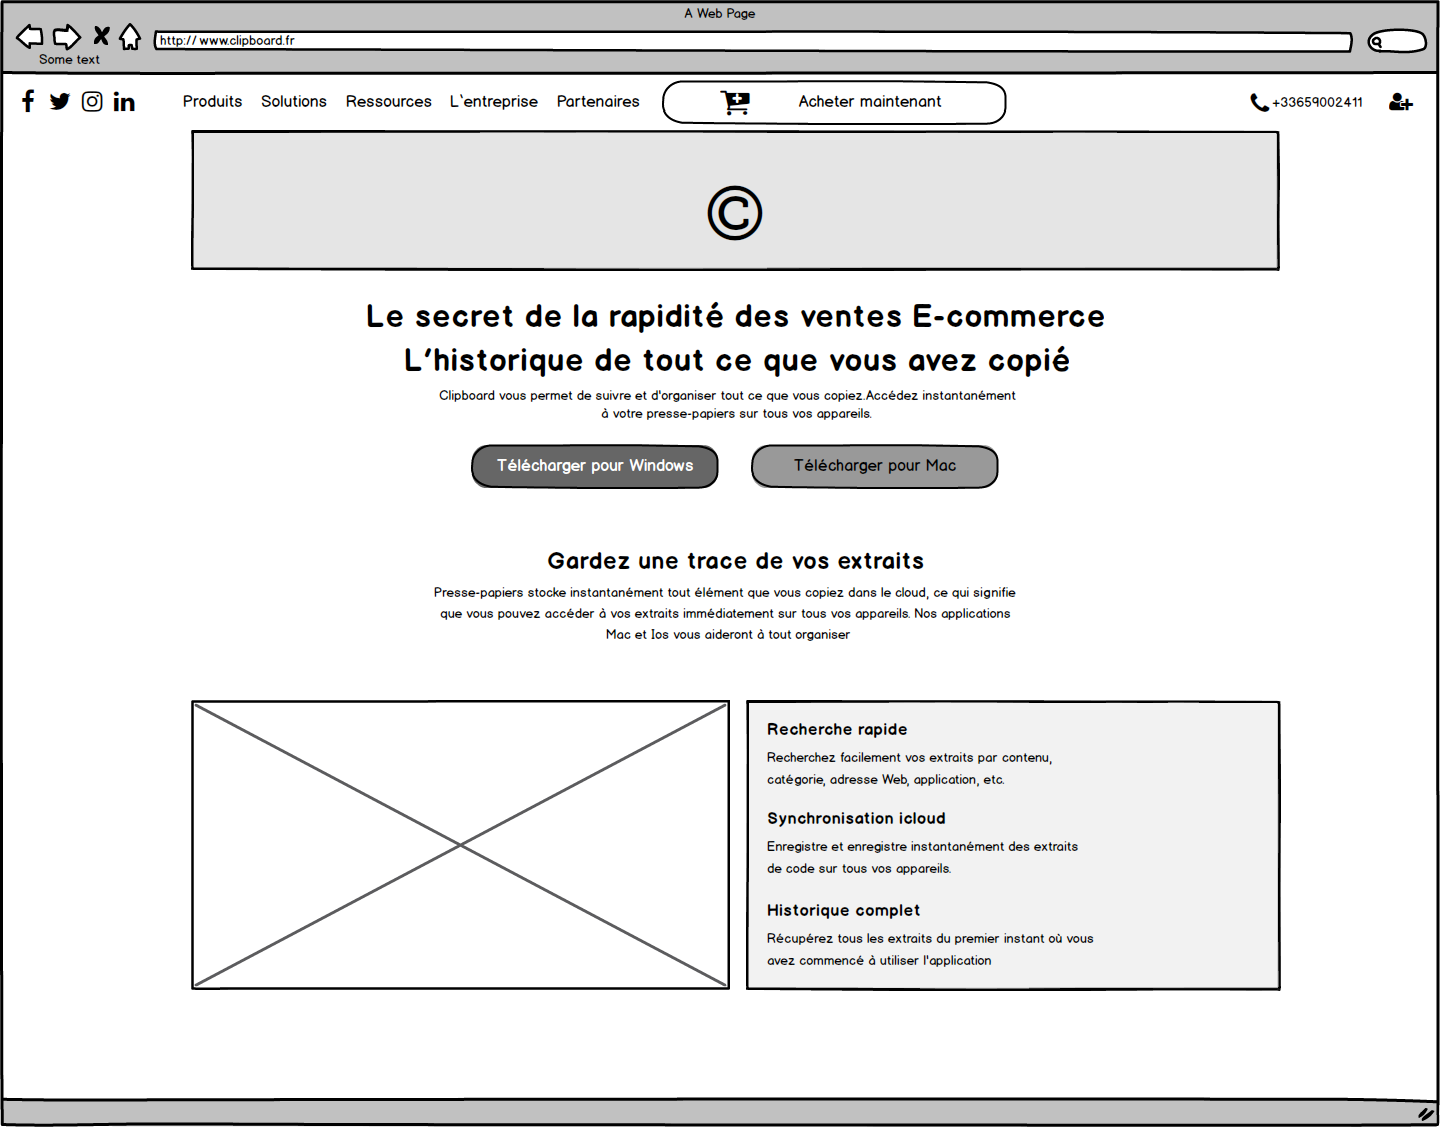 A Web Page
http:// www.clipboard.fr
Some text
Produits Solutions Ressources L`entreprise Partenaires Acheter maintenant +33659002411
©
Le secret de la rapidité des ventes E-commerce
L'historique de tout ce que vous avez copié
Clipboard vous permet de suivre et d'organiser tout ce que vous copiez.Accédez instantanément
à votre presse-papiers sur tous vos appareils.
Télécharger pour Windows Télécharger pour Mac
Gardez une trace de vos extraits
Presse-papiers stocke instantanément tout élément que vous copiez dans le cloud, ce qui signifie
que vous pouvez accéder à vos extraits immédiatement sur tous vos appareils. Nos applications
Mac et Ios vous aideront à tout organiser
Recherche rapide
Recherchez facilement vos extraits par contenu,
catégorie, adresse Web, application, etc.
Synchronisation icloud
Enregistre et enregistre instantanément des extraits
de code sur tous vos appareils.
Historique complet
Récupérez tous les extraits du premier instant où vous
avez commencé à utiliser l'application